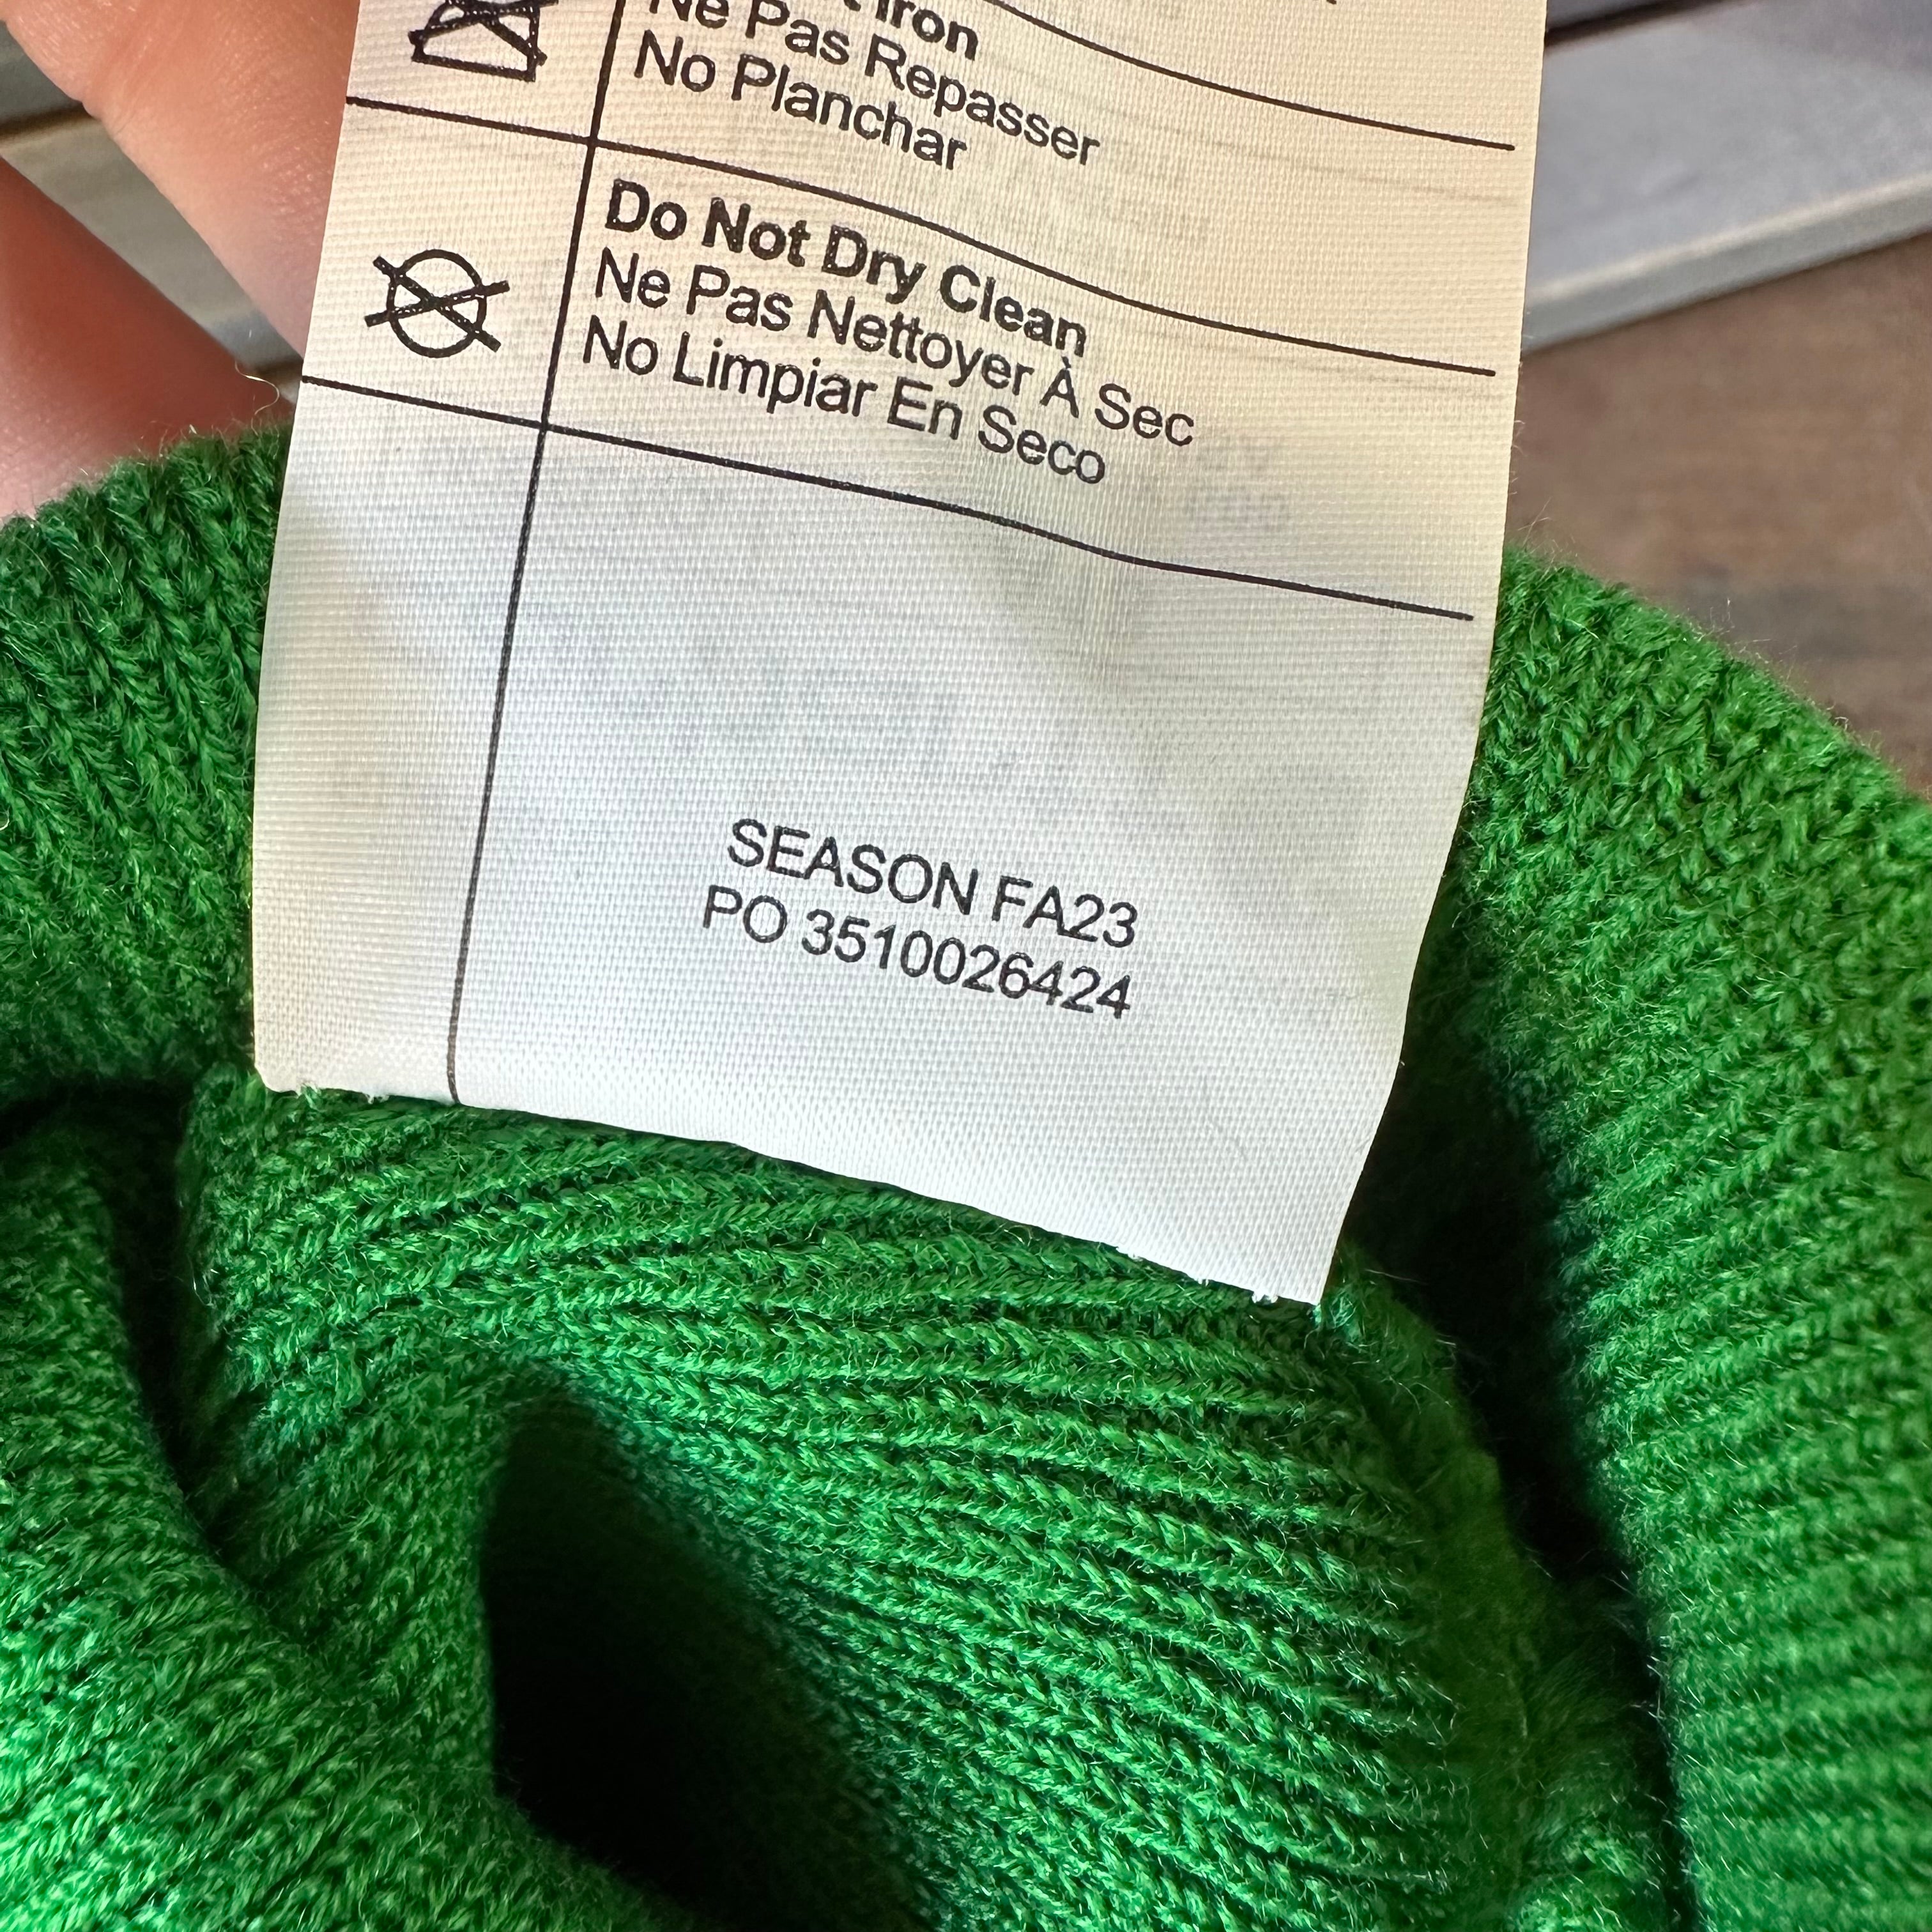 Iron
Ne Pas Repasser
No Planchar
Do Not Dry Clean
Ne Pas Nettoyer À Sec
No Limpiar En Seco
SEASON FA23
PO 3510026424